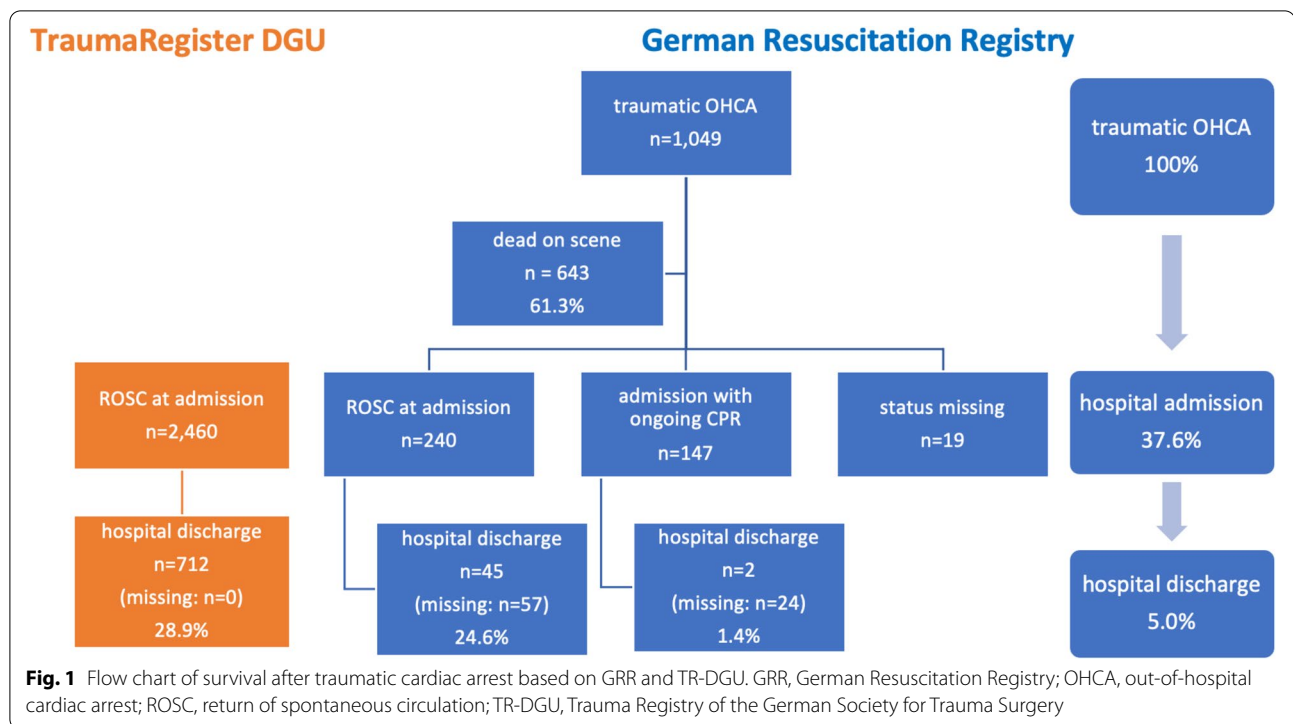 TraumaRegister DGU
German Resuscitation Registry
traumatic OHCA
n=1,049
traumatic OHCA
100%
dead on scene
n = 643
61.3%
ROSC at admission
n=2,460
ROSC at admission
n=240
admission with
ongoing CPR
n=147
status missing
n=19
hospital admission
37.6%
hospital discharge
n=712
(missing: n=0)
28.9%
hospital discharge
n=45
(missing: n=57)
24.6%
hospital discharge
n=2
(missing: n=24)
1.4%
hospital discharge
5.0%
Fig. 1 Flow chart of survival after traumatic cardiac arrest based on GRR and TR-DGU. GRR, German Resuscitation Registry; OHCA, out-of-hospital
cardiac arrest; ROSC, return of spontaneous circulation; TR-DGU, Trauma Registry of the German Society for Trauma Surgery